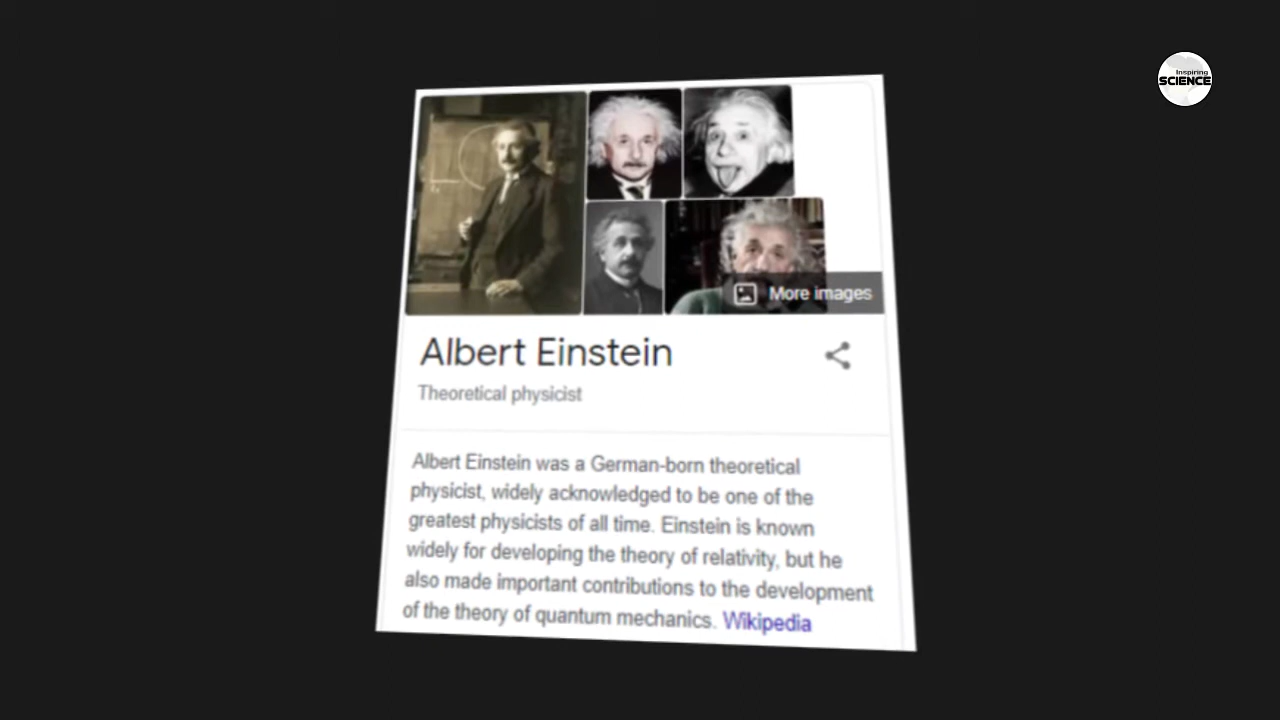 Inspiring
SCIENCE
More images
Albert Einstein
Theoretical physicist
Albert Einstein was a German-born theoretical
physicist, widely acknowledged to be one of the
greatest physicists of all time. Einstein is known
widely for developing the theory of relativity, but he
also made important contributions to the development
of the theory of quantum mechanics. Wikipedia